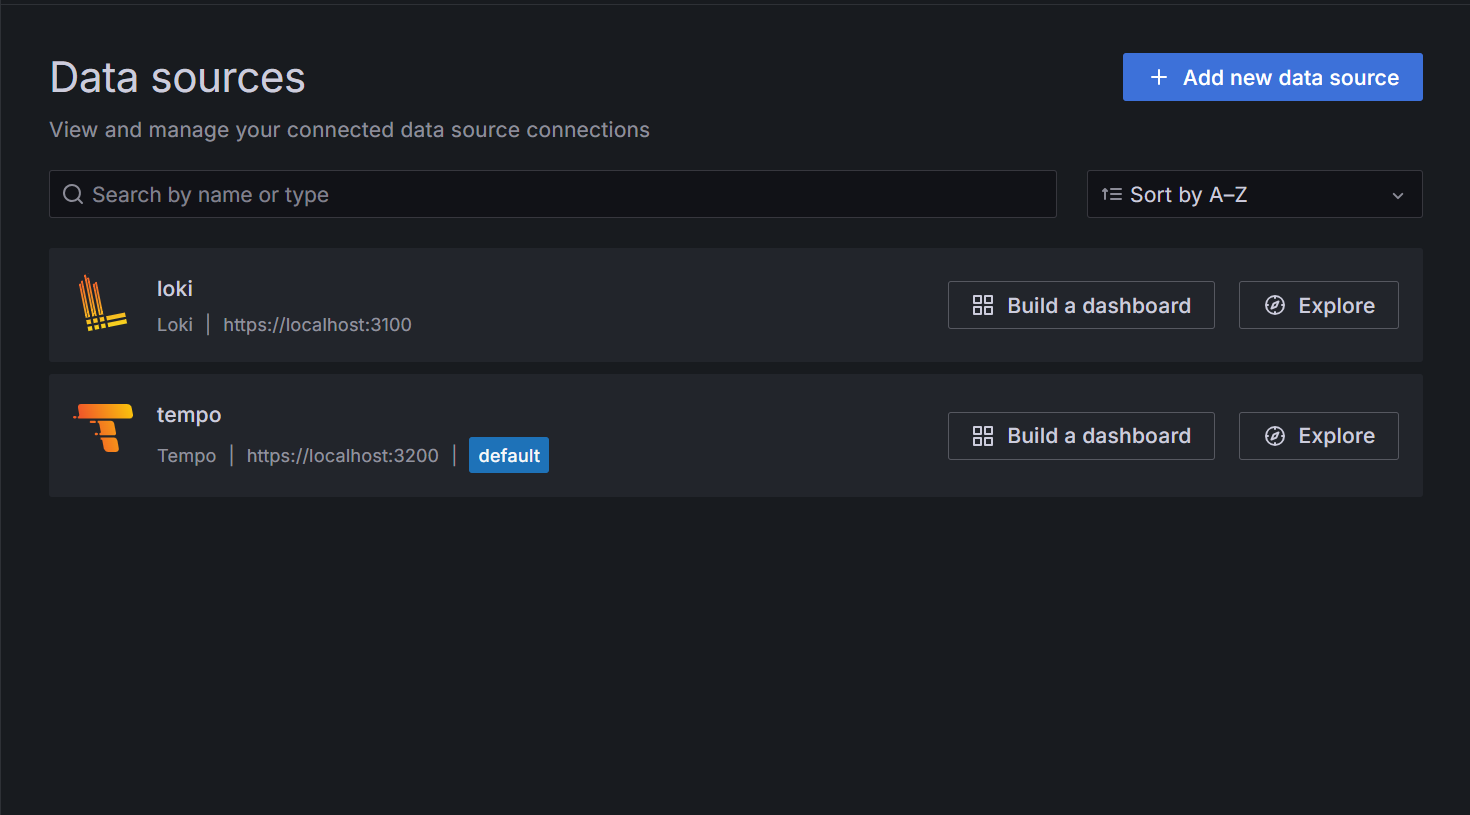 Data sources
Add new data source
View and manage your connected data source connections
Search by name or type
Sort by A–Z
loki
Loki | https://localhost:3100
Build a dashboard
Explore
tempo
Tempo | https://localhost:3200 | default
Build a dashboard
Explore